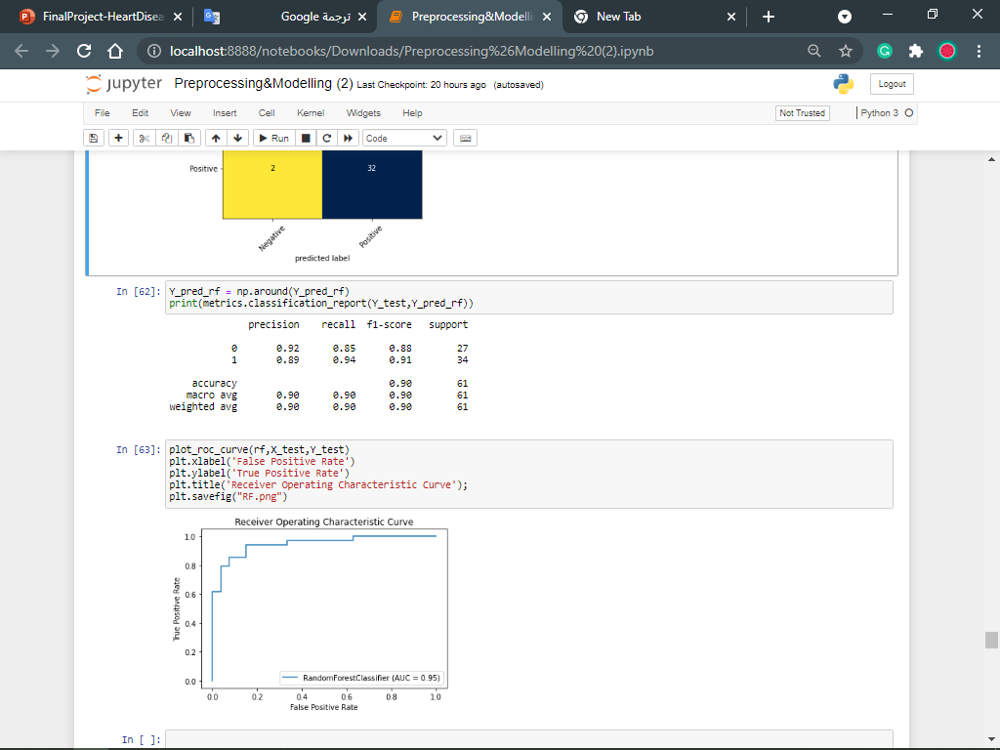 FinalProject-HeartDisea
ترجمة Google
Preprocessing&Modelli
New Tab
localhost:8888/notebooks/Downloads/Preprocessing%26Modelling%20(2).ipynb
jupyter Preprocessing&Modelling (2) Last Checkpoint: 20 hours ago (autosaved)
Logout
File Edit View Insert Cell Kernel Widgets Help
Not Trusted
Python 3
Run
Code
Positive 2 32
Negative Positive
predicted label
In [62]: Y_pred_rf = np.around(Y_pred_rf)
print(metrics.classification_report(Y_test,Y_pred_rf))
precision recall f1-score support
0 0.92 0.85 0.88 27
1 0.89 0.94 0.91 34
accuracy 0.90 61
macro avg 0.90 0.90 0.90 61
weighted avg 0.90 0.90 0.90 61
In [63]: plot_roc_curve(rf,X_test,Y_test)
plt.xlabel('False Positive Rate')
plt.ylabel('True Positive Rate')
plt.title('Receiver Operating Characteristic Curve');
plt.savefig("RF.png")
Receiver Operating Characteristic Curve
True Positive Rate
1.0
0.8
0.6
0.4
0.2
0.0
RandomForestClassifier (AUC = 0.95)
0.0 0.2 0.4 0.6 0.8 1.0
False Positive Rate
In [ ]: